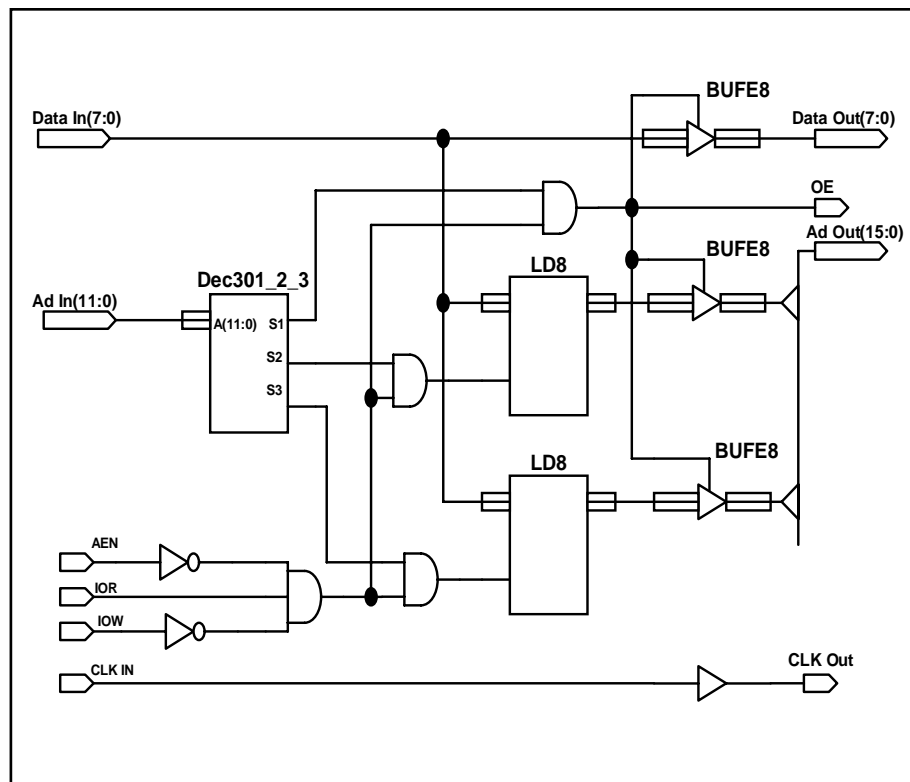 BUFE8
Data In(7:0)
Data Out(7:0)
OE
Ad Out(15:0)
BUFE8
LD8
Dec301_2_3
Ad In(11:0)
A(11:0)
S1
S2
S3
BUFE8
LD8
AEN
IOR
IOW
CLK IN
CLK Out